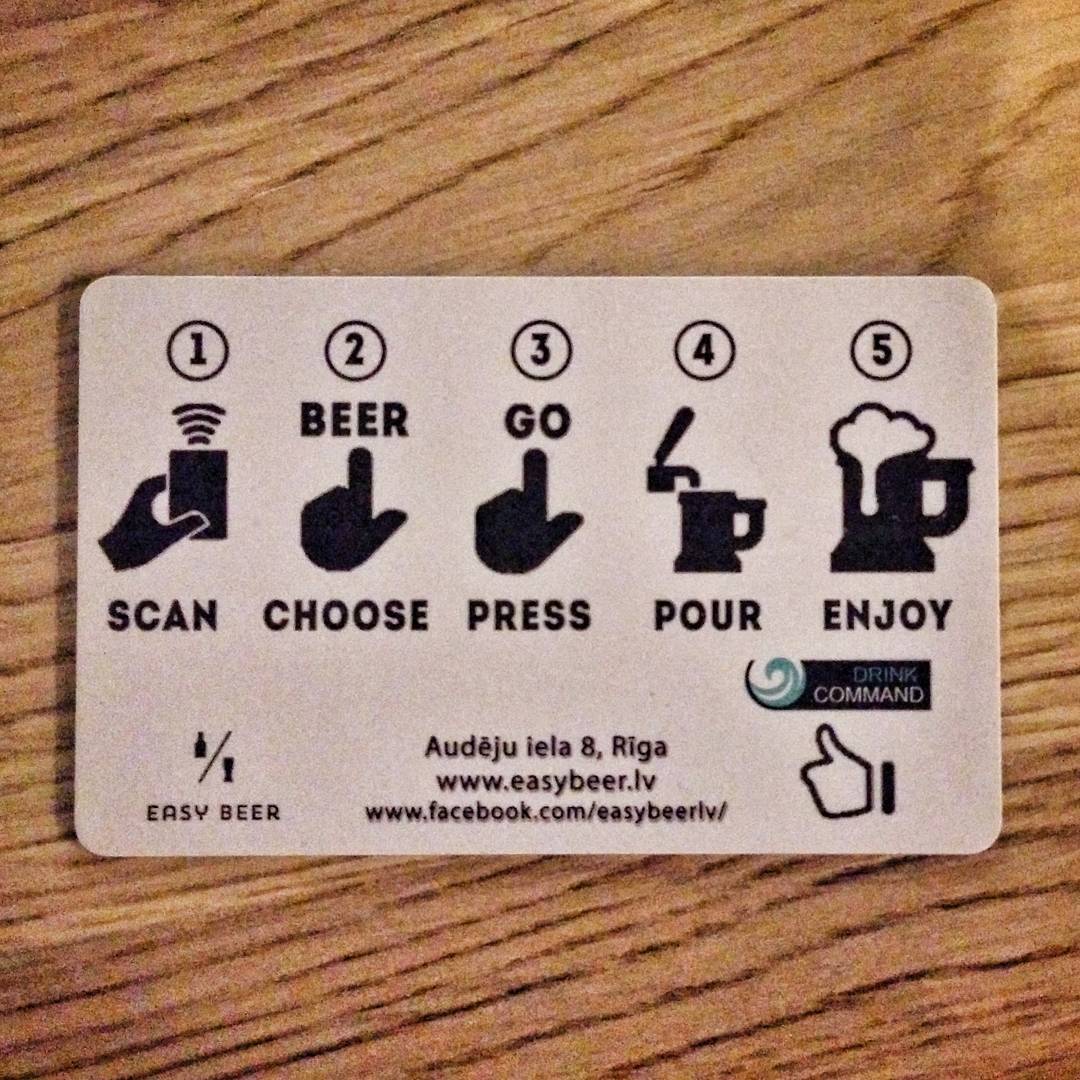 1 2 3 4 5
BEER GO
SCAN CHOOSE PRESS POUR ENJOY
DRINK
COMMAND
Audēju iela 8, Rīga
www.easybeer.lv
www.facebook.com/easybeerlv/
EASY BEER